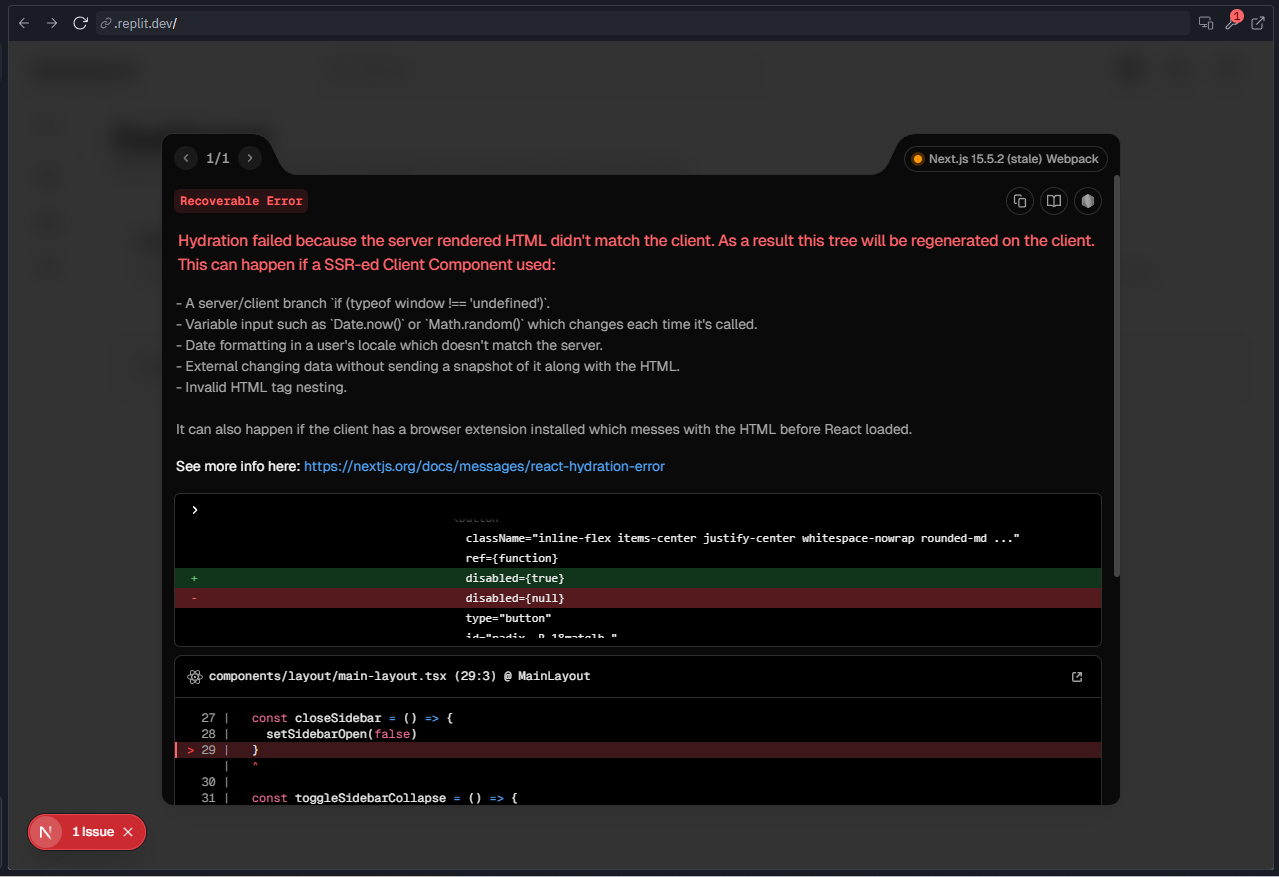 .replit.dev/
1
1/1
Next.js 15.5.2 (stale) Webpack
Recoverable Error
Hydration failed because the server rendered HTML didn't match the client. As a result this tree will be regenerated on the client.
This can happen if a SSR-ed Client Component used:
- A server/client branch `if (typeof window !== 'undefined')`.
- Variable input such as `Date.now()` or `Math.random()` which changes each time it's called.
- Date formatting in a user's locale which doesn't match the server.
- External changing data without sending a snapshot of it along with the HTML.
- Invalid HTML tag nesting.
It can also happen if the client has a browser extension installed which messes with the HTML before React loaded.
See more info here: https://nextjs.org/docs/messages/react-hydration-error
<button
className="inline-flex items-center justify-center whitespace-nowrap rounded-md ..."
ref={function}
+ disabled={true}
- disabled={null}
type="button"
components/layout/main-layout.tsx (29:3) @ MainLayout
27 | const closeSidebar = () => {
28 | setSidebarOpen(false)
> 29 | }
| ^
30 |
31 | const toggleSidebarCollapse = () => {
N 1 Issue